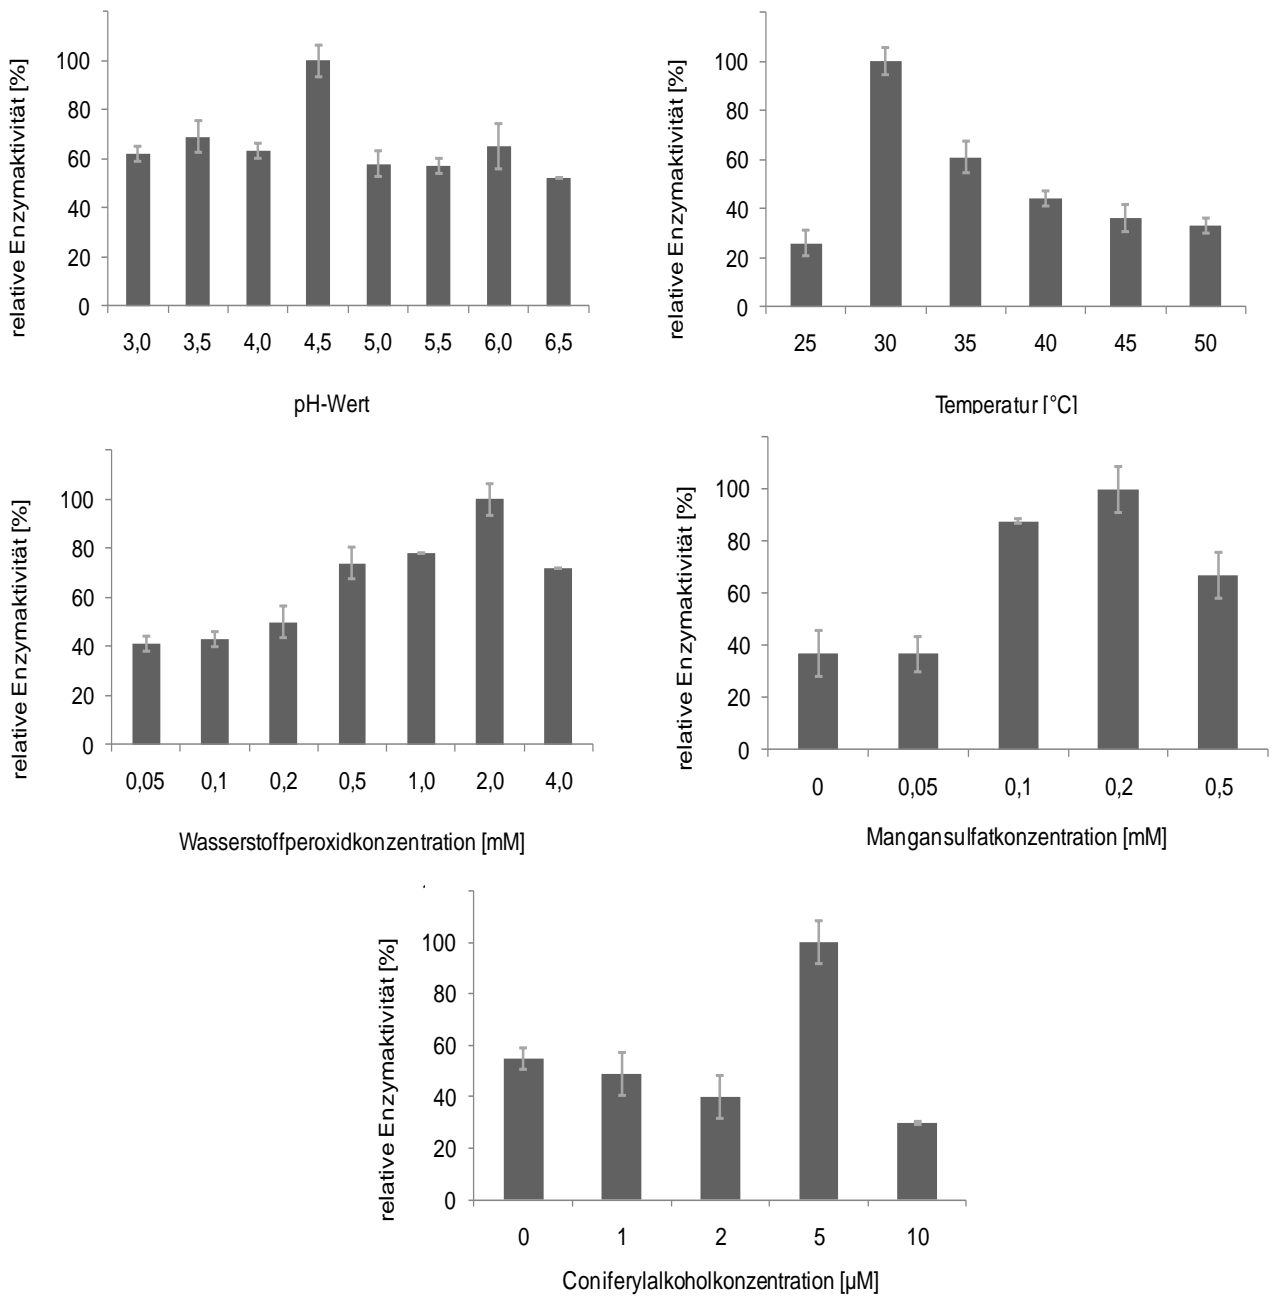 relative Enzymaktivität [%]
100
80
60
40
20
0
3,0 3,5 4,0 4,5 5,0 5,5 6,0 6,5
pH-Wert
relative Enzymaktivität [%]
100
80
60
40
20
0
25 30 35 40 45 50
Temperatur [°C]
relative Enzymaktivität [%]
100
80
60
40
20
0
0,05 0,1 0,2 0,5 1,0 2,0 4,0
Wasserstoffperoxidkonzentration [mM]
relative Enzymaktivität [%]
100
80
60
40
20
0
0 0,05 0,1 0,2 0,5
Mangansulfatkonzentration [mM]
relative Enzymaktivität [%]
100
80
60
40
20
0
0 1 2 5 10
Coniferylalkoholkonzentration [µM]